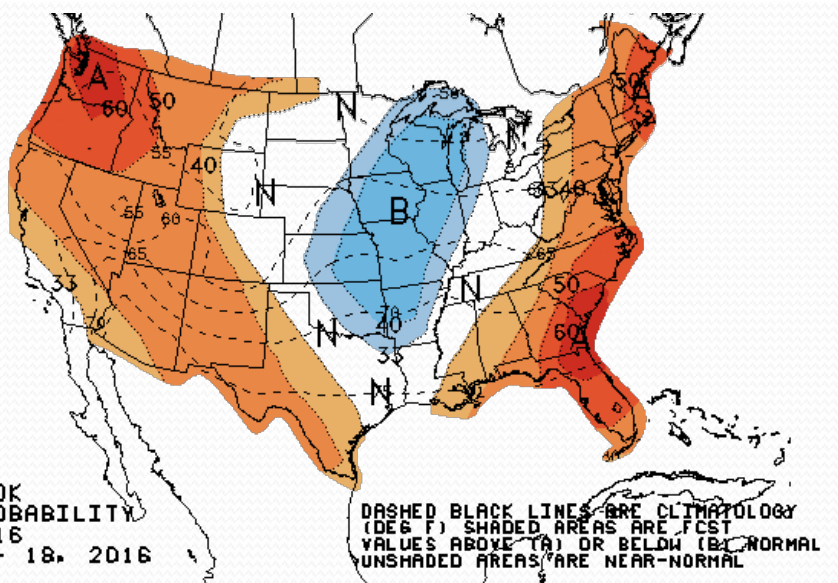 A
N
50
50
60
A
N
55
40
33 40
N
B
55
60
65
65
33
N
50
70
40
60
A
N
33
N
OK
OBABILITY
16
18, 2016
DASHED BLACK LINES ARE CLIMATOLOGY
(DEG F) SHADED AREAS ARE FCST
VALUES ABOVE (A) OR BELOW (B) NORMAL
UNSHADED AREAS ARE NEAR-NORMAL